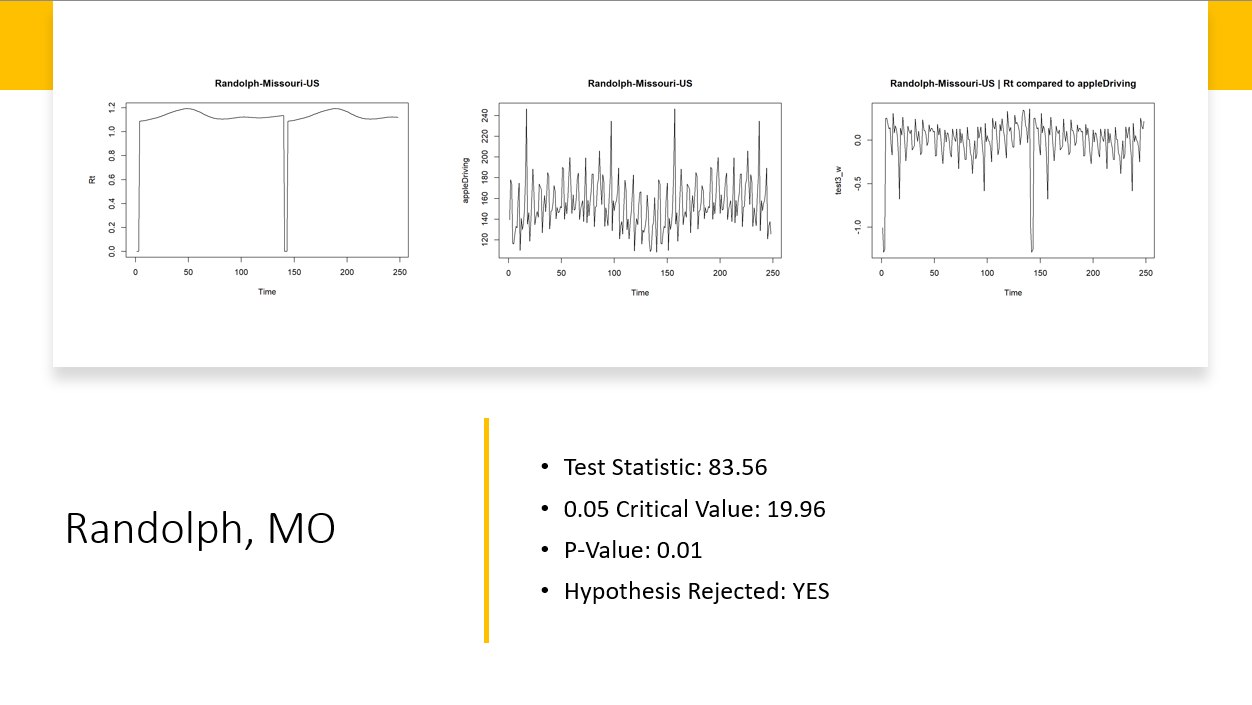 Randolph-Missouri-US
Rt
0.0 0.2 0.4 0.6 0.8 1.0 1.2
0 50 100 150 200 250
Time
Randolph-Missouri-US
appleDriving
120 140 160 180 200 220 240
0 50 100 150 200 250
Time
Randolph-Missouri-US | Rt compared to appleDriving
test3_w
-1.0 -0.5 0.0
0 50 100 150 200 250
Time
Randolph, MO
• Test Statistic: 83.56
• 0.05 Critical Value: 19.96
• P-Value: 0.01
• Hypothesis Rejected: YES